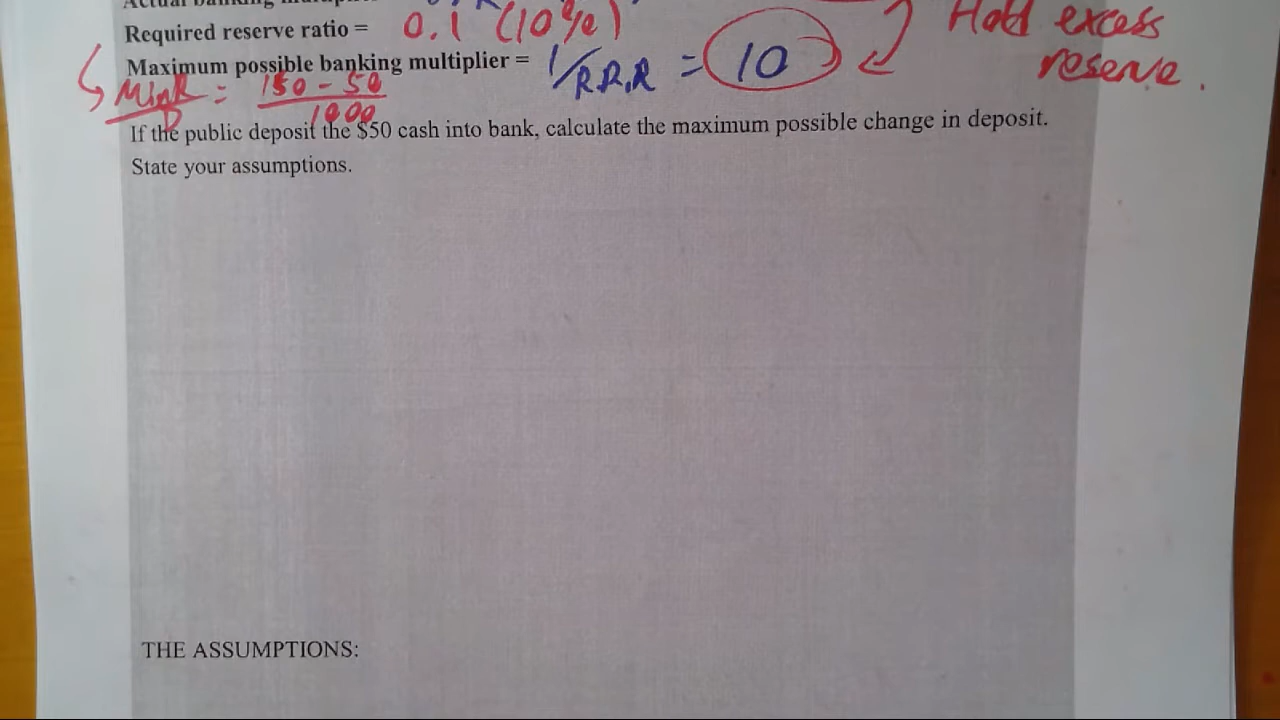 Actual banking
Required reserve ratio = 0.1 (10%)
Hold excess
reserve.
Maximum possible banking multiplier = 1/R.R.R = 10
Min R/D = 150 - 50 / 1000
If the public deposit the $50 cash into bank, calculate the maximum possible change in deposit.
State your assumptions.
THE ASSUMPTIONS: